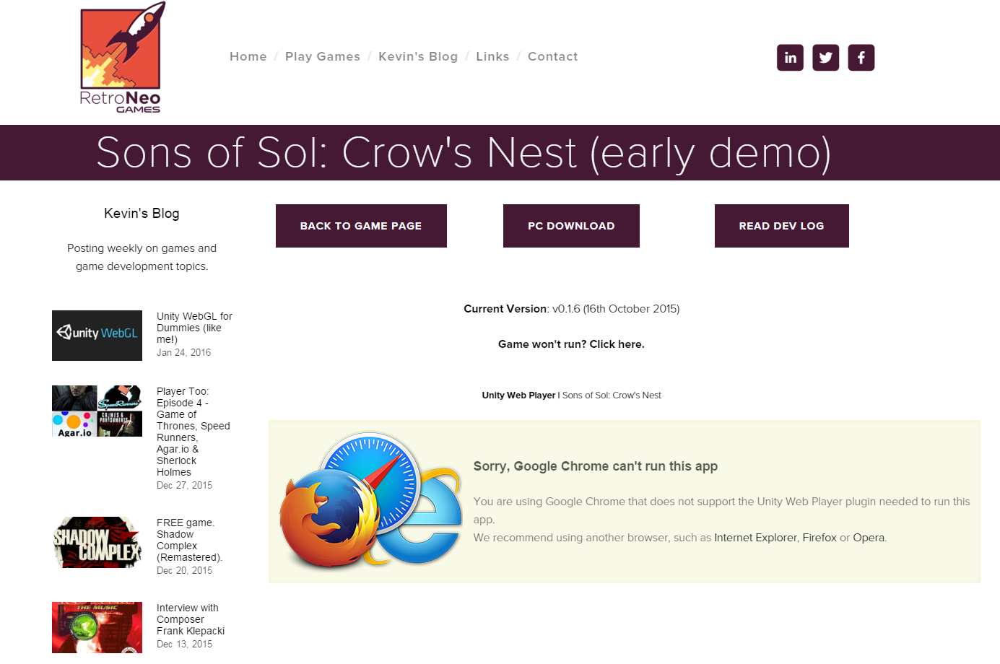 RetroNeo
GAMES
Home / Play Games / Kevin's Blog / Links / Contact
in
f
Sons of Sol: Crow's Nest (early demo)
Kevin's Blog
Posting weekly on games and
game development topics.
unity WebGL
Unity WebGL for
Dummies (like
me!)
Jan 24, 2016
SpeedRunners
Agar.io
CRIMES &
PUNISHMENTS
Player Too:
Episode 4 -
Game of
Thrones, Speed
Runners,
Agar.io &
Sherlock
Holmes
Dec 27, 2015
SHADOW
COMPLEX
FREE game.
Shadow
Complex
(Remastered).
Dec 20, 2015
THE MUSIC
Interview with
Composer
Frank Klepacki
Dec 13, 2015
BACK TO GAME PAGE
PC DOWNLOAD
READ DEV LOG
Current Version: v0.1.6 (16th October 2015)
Game won't run? Click here.
Unity Web Player | Sons of Sol: Crow's Nest
Sorry, Google Chrome can't run this app
You are using Google Chrome that does not support the Unity Web Player plugin needed to run this
app.
We recommend using another browser, such as Internet Explorer, Firefox or Opera.